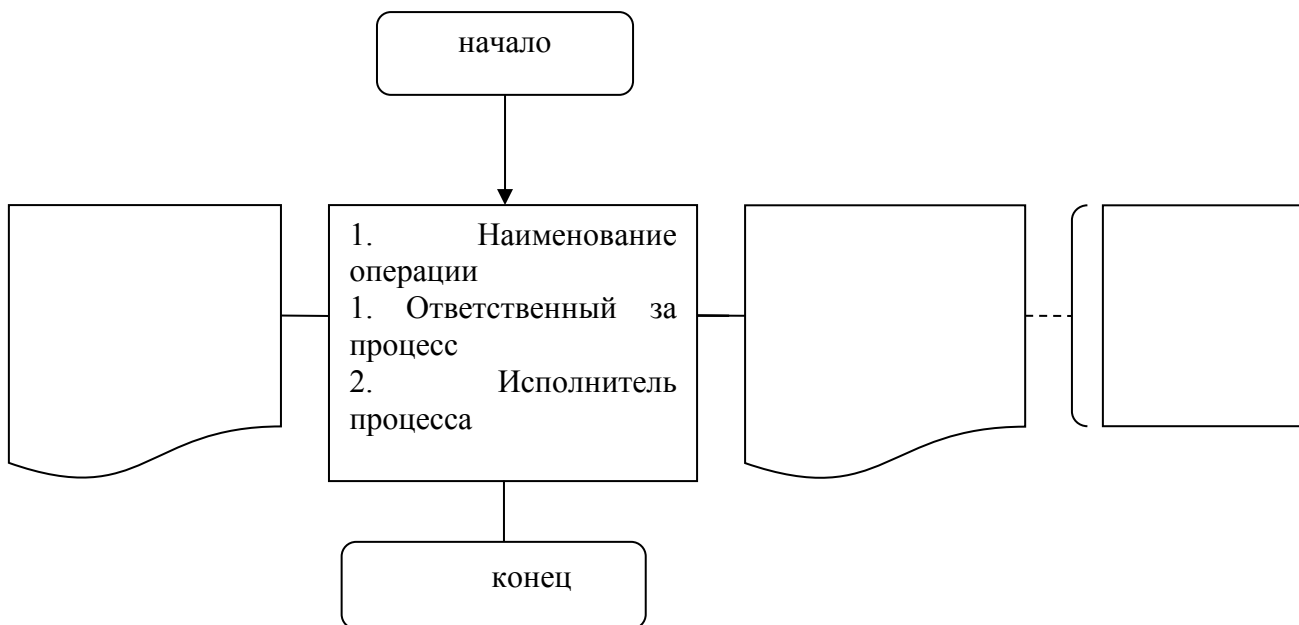 начало
1. Наименование
операции
1. Ответственный за
процесс
2. Исполнитель
процесса
конец